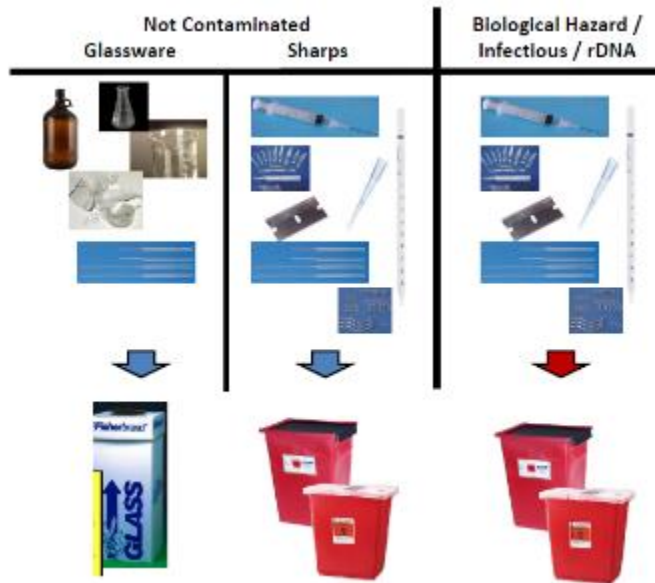 Not Contaminated
Glassware
Sharps
Biological Hazard /
Infectious / rDNA
Fisherbrand
GLASS